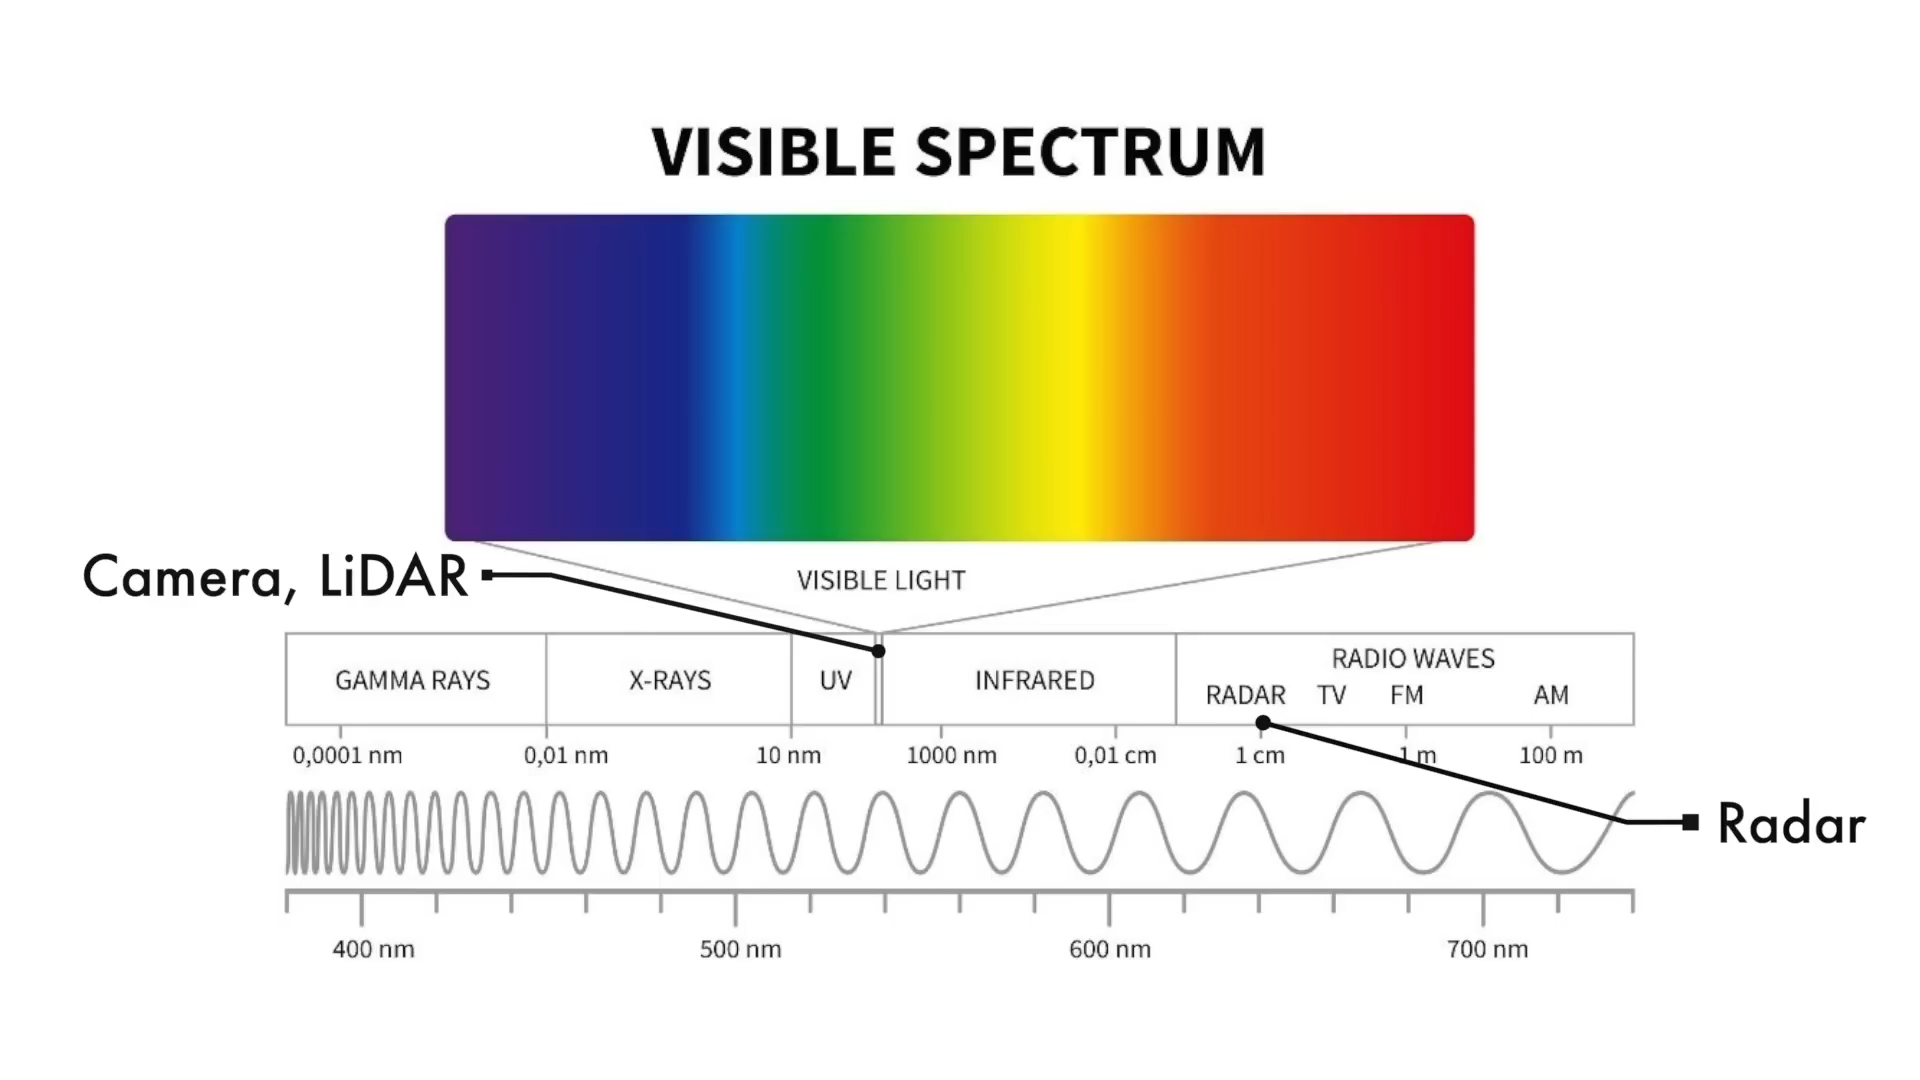 VISIBLE SPECTRUM
Camera, LiDAR
VISIBLE LIGHT
GAMMA RAYS
X-RAYS
UV
INFRARED
RADIO WAVES
RADAR TV FM AM
0,0001 nm 0,01 nm 10 nm 1000 nm 0,01 cm 1 cm 1 m 100 m
Radar
400 nm 500 nm 600 nm 700 nm